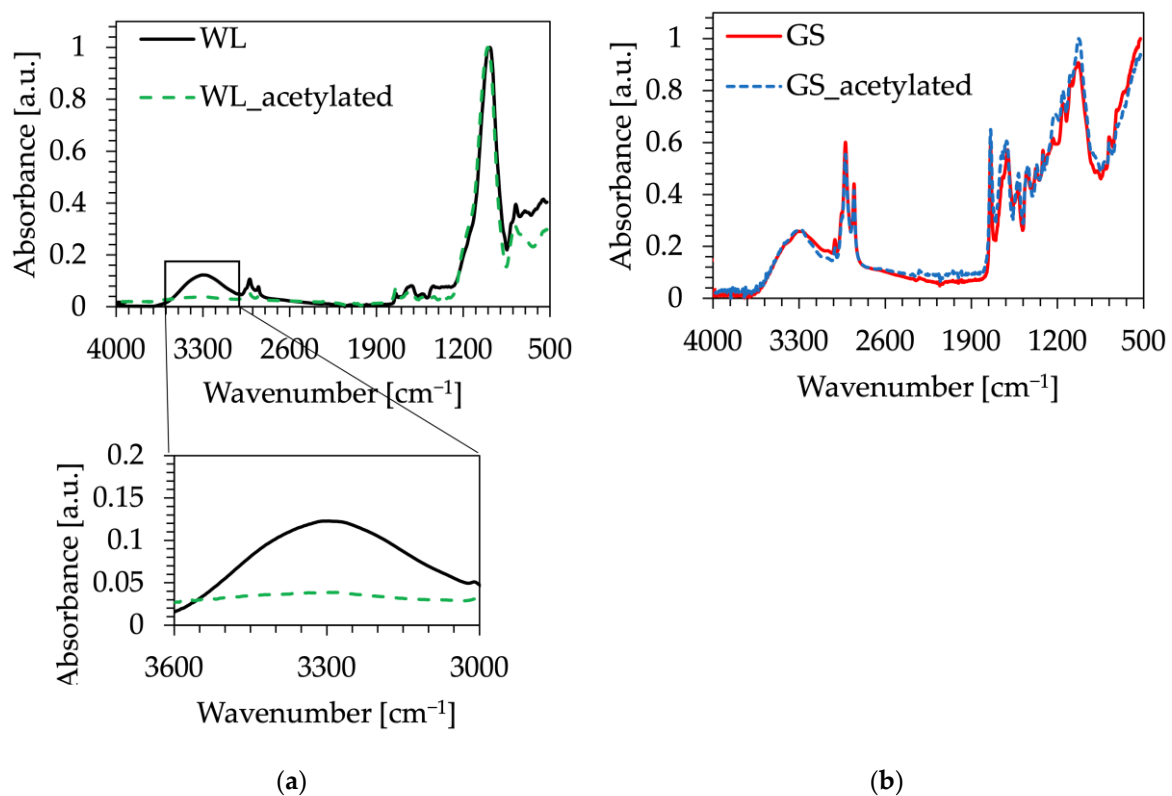 WL
WL_acetylated
Absorbance [a.u.]
1
0.8
0.6
0.4
0.2
0
4000 3300 2600 1900 1200 500
Wavenumber [cm⁻¹]
GS
GS_acetylated
Absorbance [a.u.]
1
0.8
0.6
0.4
0.2
0
4000 3300 2600 1900 1200 500
Wavenumber [cm⁻¹]
Absorbance [a.u.]
0.2
0.15
0.1
0.05
0
3600 3300 3000
Wavenumber [cm⁻¹]
(a)
(b)